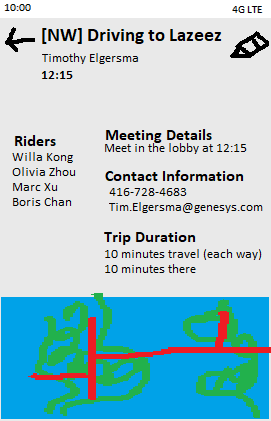 10:00
4G LTE
[NW] Driving to Lazeez
Timothy Elgersma
12:15
Riders
Willa Kong
Olivia Zhou
Marc Xu
Boris Chan
Meeting Details
Meet in the lobby at 12:15
Contact Information
416-728-4683
Tim.Elgersma@genesys.com
Trip Duration
10 minutes travel (each way)
10 minutes there